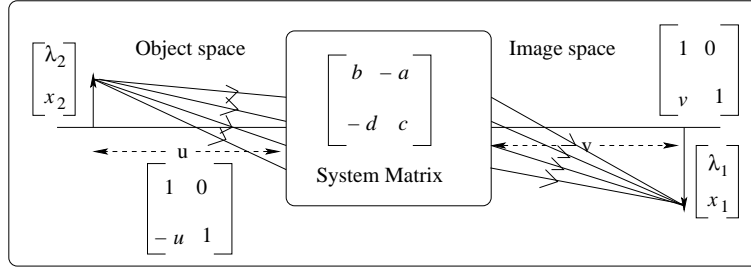 Object space
Image space
λ2
x2
b – a
– d c
System Matrix
1 0
v 1
u
v
1 0
– u 1
λ1
x1